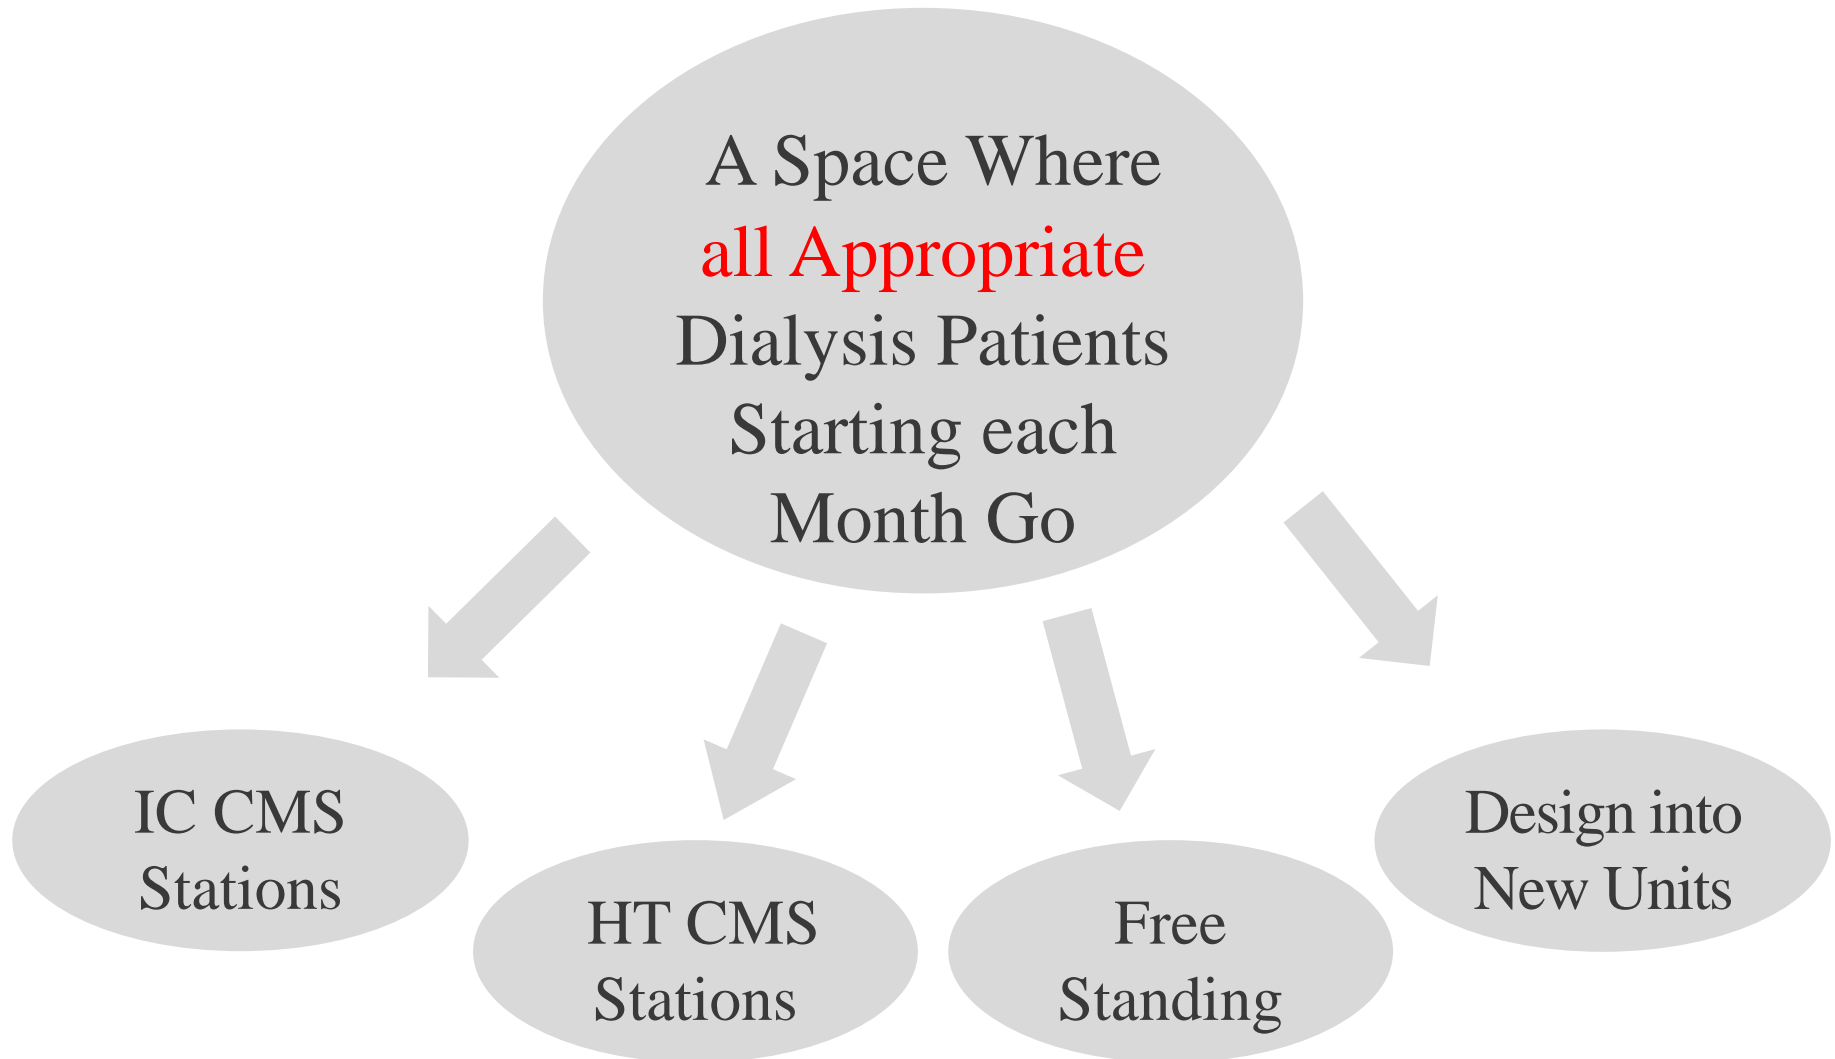 A Space Where
all Appropriate
Dialysis Patients
Starting each
Month Go
IC CMS
Stations
HT CMS
Stations
Free
Standing
Design into
New Units